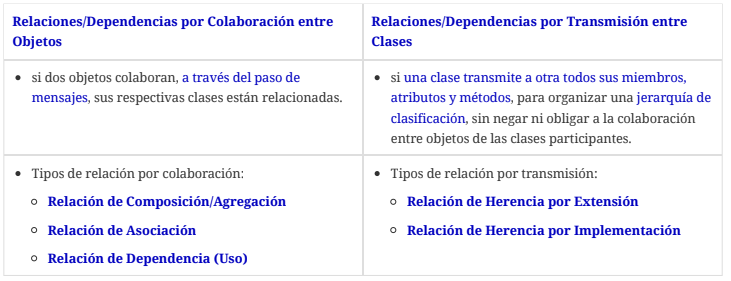 Relaciones/Dependencias por Colaboración entre
Objetos
Relaciones/Dependencias por Transmisión entre
Clases
si dos objetos colaboran, a través del paso de
mensajes, sus respectivas clases están relacionadas.
si una clase transmite a otra todos sus miembros,
atributos y métodos, para organizar una jerarquía de
clasificación, sin negar ni obligar a la colaboración
entre objetos de las clases participantes.
Tipos de relación por colaboración:
Relación de Composición/Agregación
Relación de Asociación
Relación de Dependencia (Uso)
Tipos de relación por transmisión:
Relación de Herencia por Extensión
Relación de Herencia por Implementación